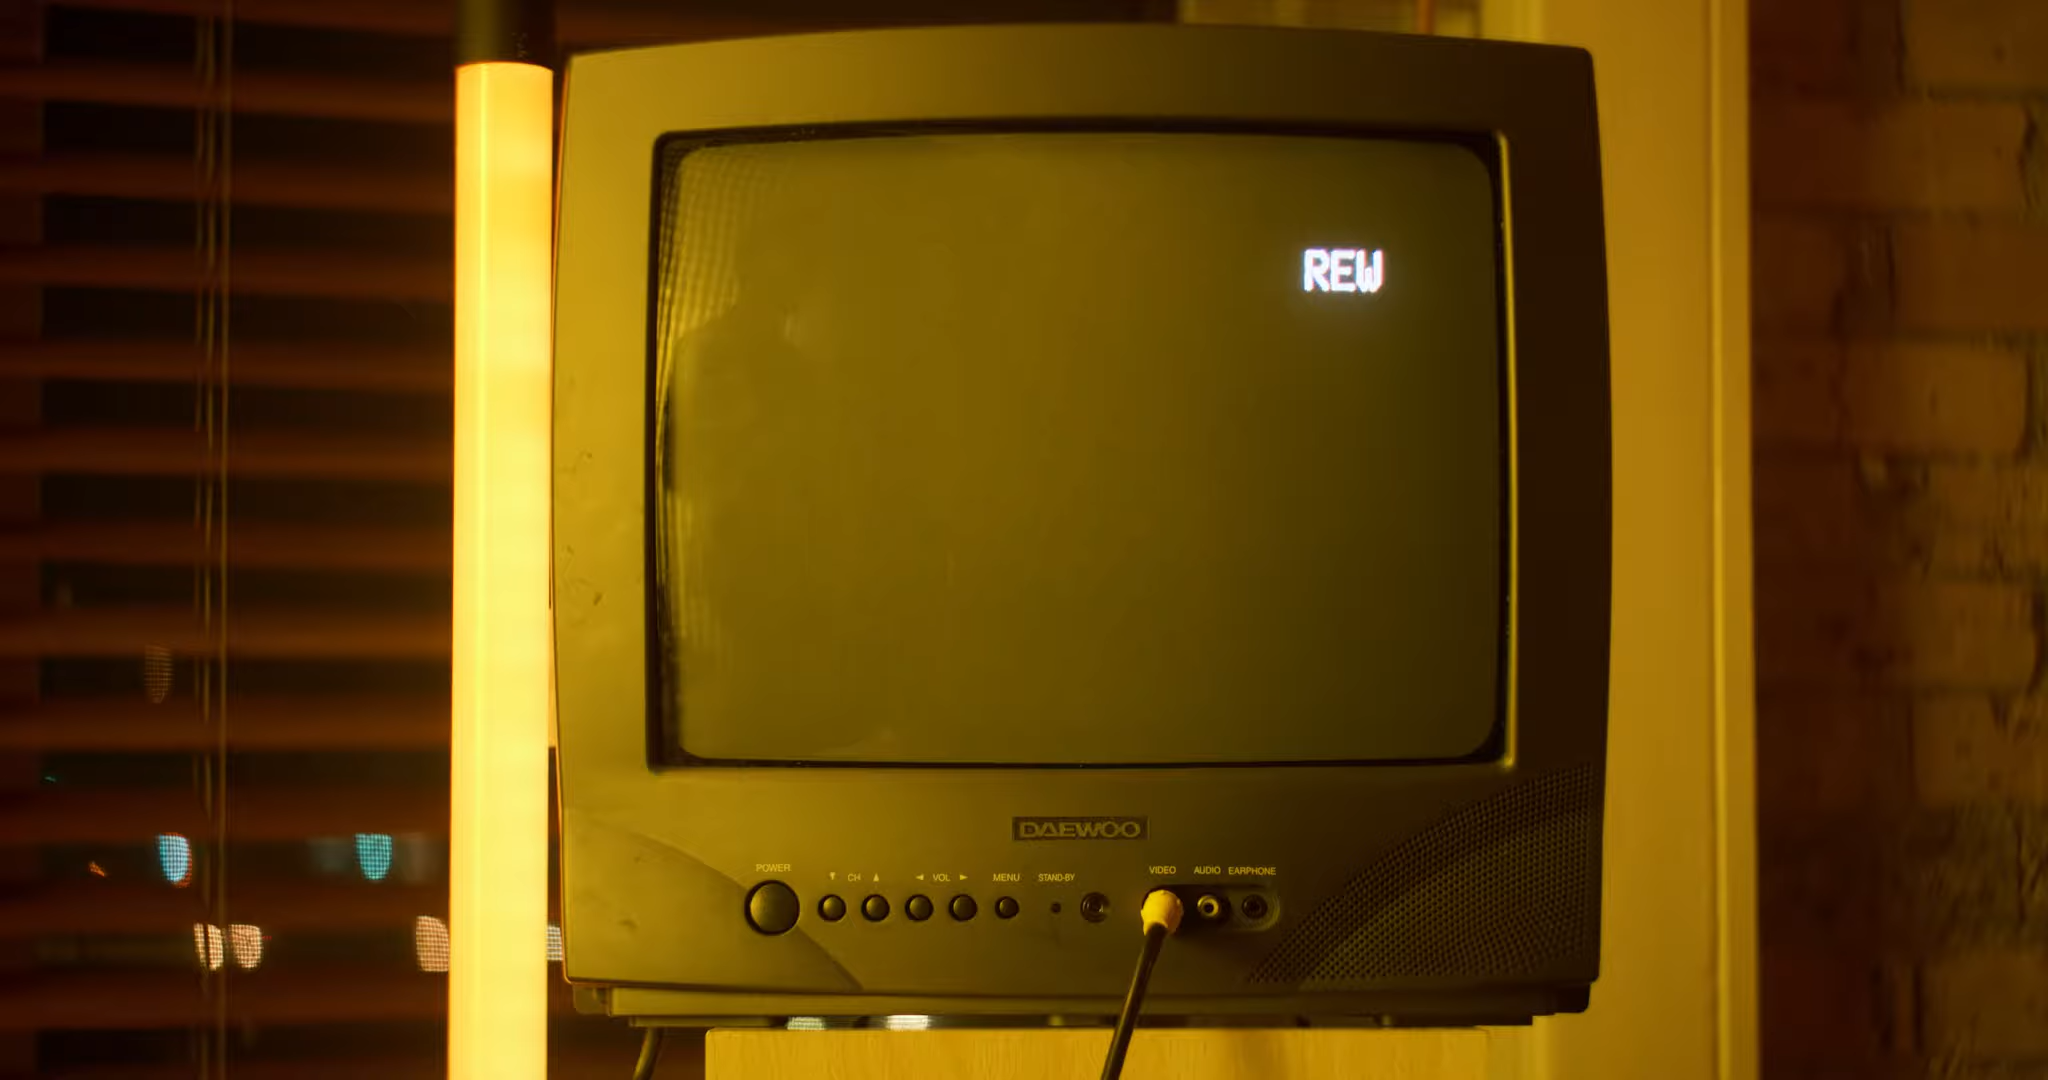 REW
DAEWOO
POWER
▼ CH ▲
◄ VOL ►
MENU
STAND-BY
VIDEO
AUDIO
EARPHONE